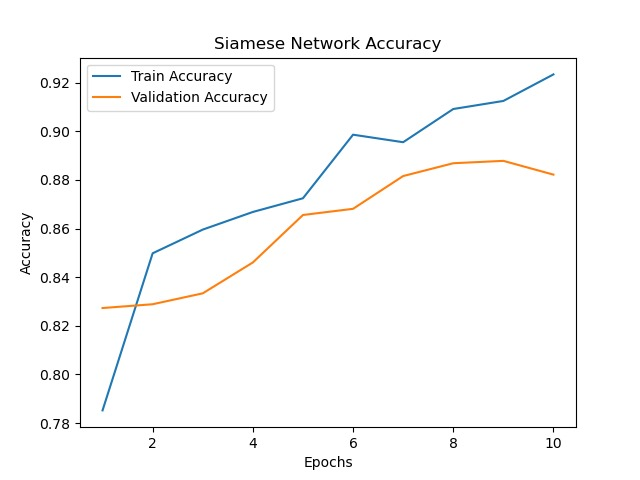 Siamese Network Accuracy
Train Accuracy
Validation Accuracy
0.92
0.90
0.88
0.86
0.84
0.82
0.80
0.78
Accuracy
2 4 6 8 10
Epochs